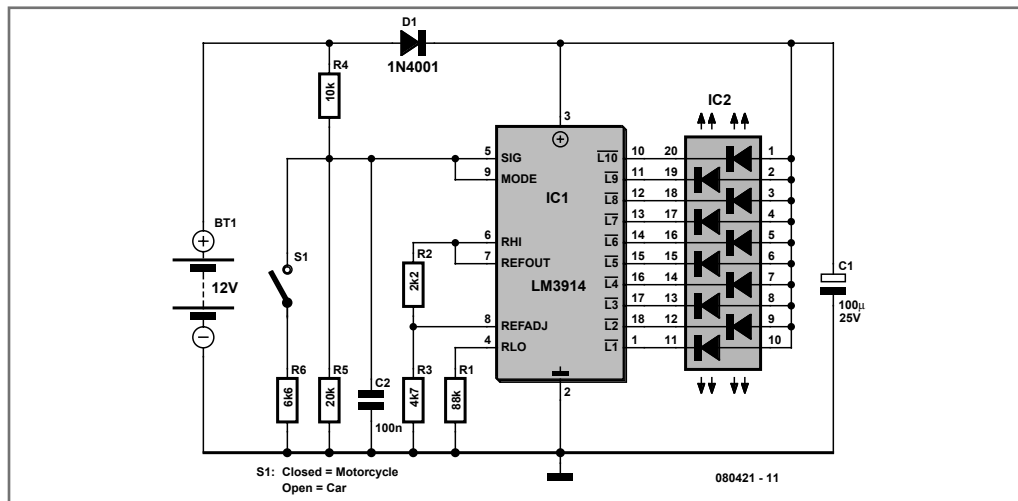 D1
1N4001
R4
10k
BT1
12V
S1
R6
6k6
R5
20k
C2
100n
R2
2k2
R3
4k7
R1
88k
3
5 SIG
9 MODE
6 RHI
7 REFOUT
8 REFADJ
4 RLO
IC1
LM3914
L10 10 20 1
L9 11 19 2
L8 12 18 3
L7 13 17 4
L6 14 16 5
L5 15 15 6
L4 16 14 7
L3 17 13 8
L2 18 12 9
L1 1 11 10
2
IC2
C1
100µ
25V
S1: Closed = Motorcycle
Open = Car
080421 - 11